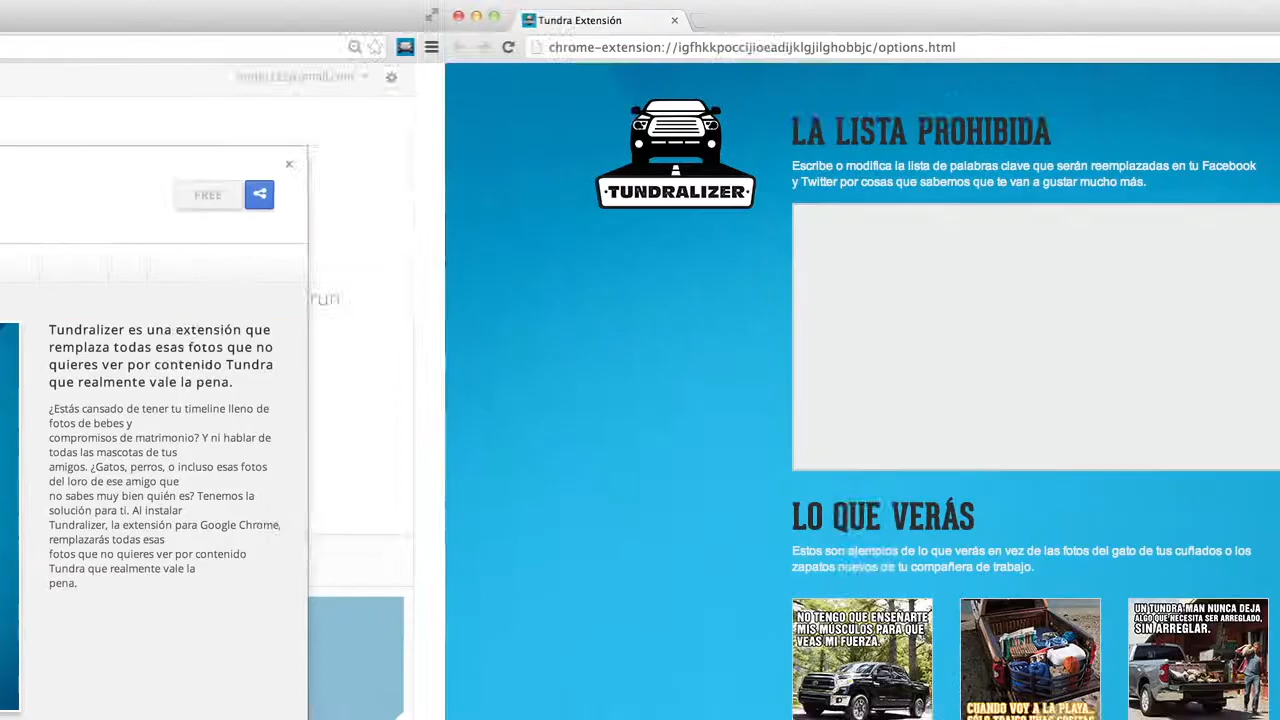 Tundra Extensión
chrome-extension://igfhkkpoccijioeadijklgjilghobbjc/options.html
FREE
run
Tundralizer es una extensión que
remplaza todas esas fotos que no
quieres ver por contenido Tundra
que realmente vale la pena.
¿Estás cansado de tener tu timeline lleno de
fotos de bebes y
compromisos de matrimonio? Y ni hablar de
todas las mascotas de tus
amigos. ¿Gatos, perros, o incluso esas fotos
del loro de ese amigo que
no sabes muy bien quién es? Tenemos la
solución para ti. Al instalar
Tundralizer, la extensión para Google Chrome,
remplazarás todas esas
fotos que no quieres ver por contenido
Tundra que realmente vale la
pena.
·TUNDRALIZER·
LA LISTA PROHIBIDA
Escribe o modifica la lista de palabras clave que serán reemplazadas en tu Facebook
y Twitter por cosas que sabemos que te van a gustar mucho más.
LO QUE VERÁS
Estos son ejemplos de lo que verás en vez de las fotos del gato de tus cuñados o los
zapatos nuevos de tu compañera de trabajo.
NO TENGO QUE ENSEÑARTE
MIS MÚSCULOS PARA QUE
VEAS MI FUERZA.
CUANDO VOY A LA PLAYA...
SÓLO TRAIGO UNAS COSITAS
UN TUNDRA MAN NUNCA DEJA
ALGO QUE NECESITA SER ARREGLADO,
SIN ARREGLAR.